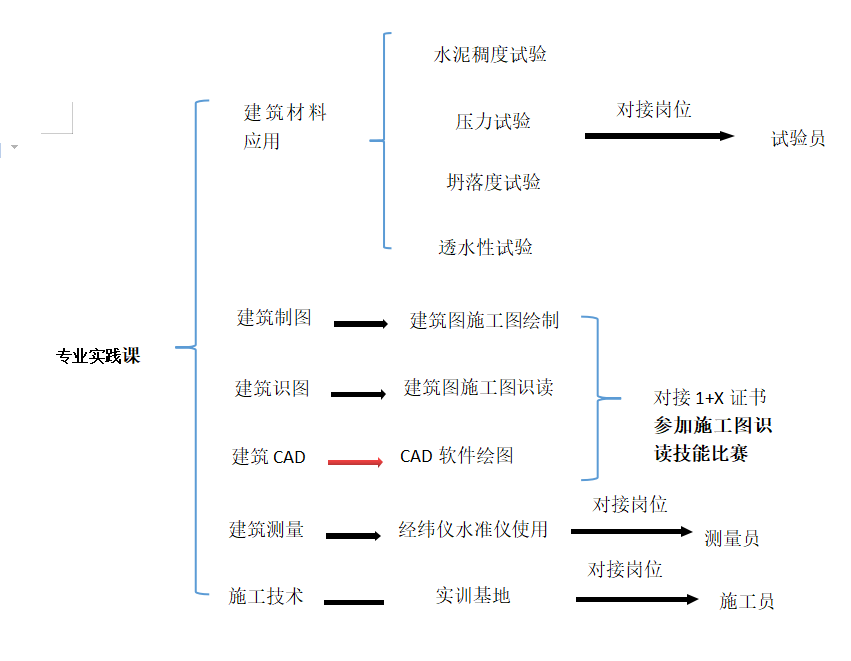 水泥稠度试验
建筑材料
应用
压力试验
对接岗位
试验员
坍落度试验
透水性试验
建筑制图
建筑图施工图绘制
专业实践课
建筑识图
建筑图施工图识读
对接 1+X 证书
参加施工图识
读技能比赛
建筑 CAD
CAD 软件绘图
建筑测量
经纬仪水准仪使用
对接岗位
测量员
施工技术
实训基地
对接岗位
施工员